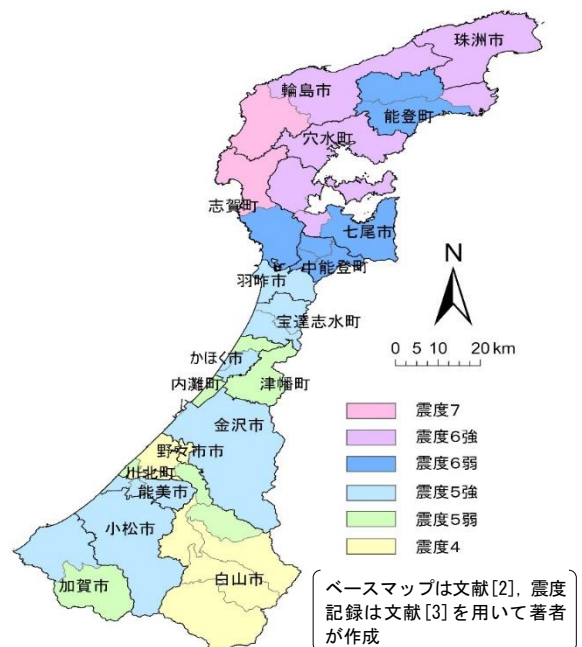 珠洲市
輪島市
能登町
穴水町
志賀町
七尾市
中能登町
羽咋市
宝達志水町
かほく市
内灘町
津幡町
金沢市
野々市市
川北町
能美市
小松市
白山市
加賀市
N
0 5 10 20 km
震度7
震度6強
震度6弱
震度5強
震度5弱
震度4
ベースマップは文献[2], 震度
記録は文献[3]を用いて著者
が作成